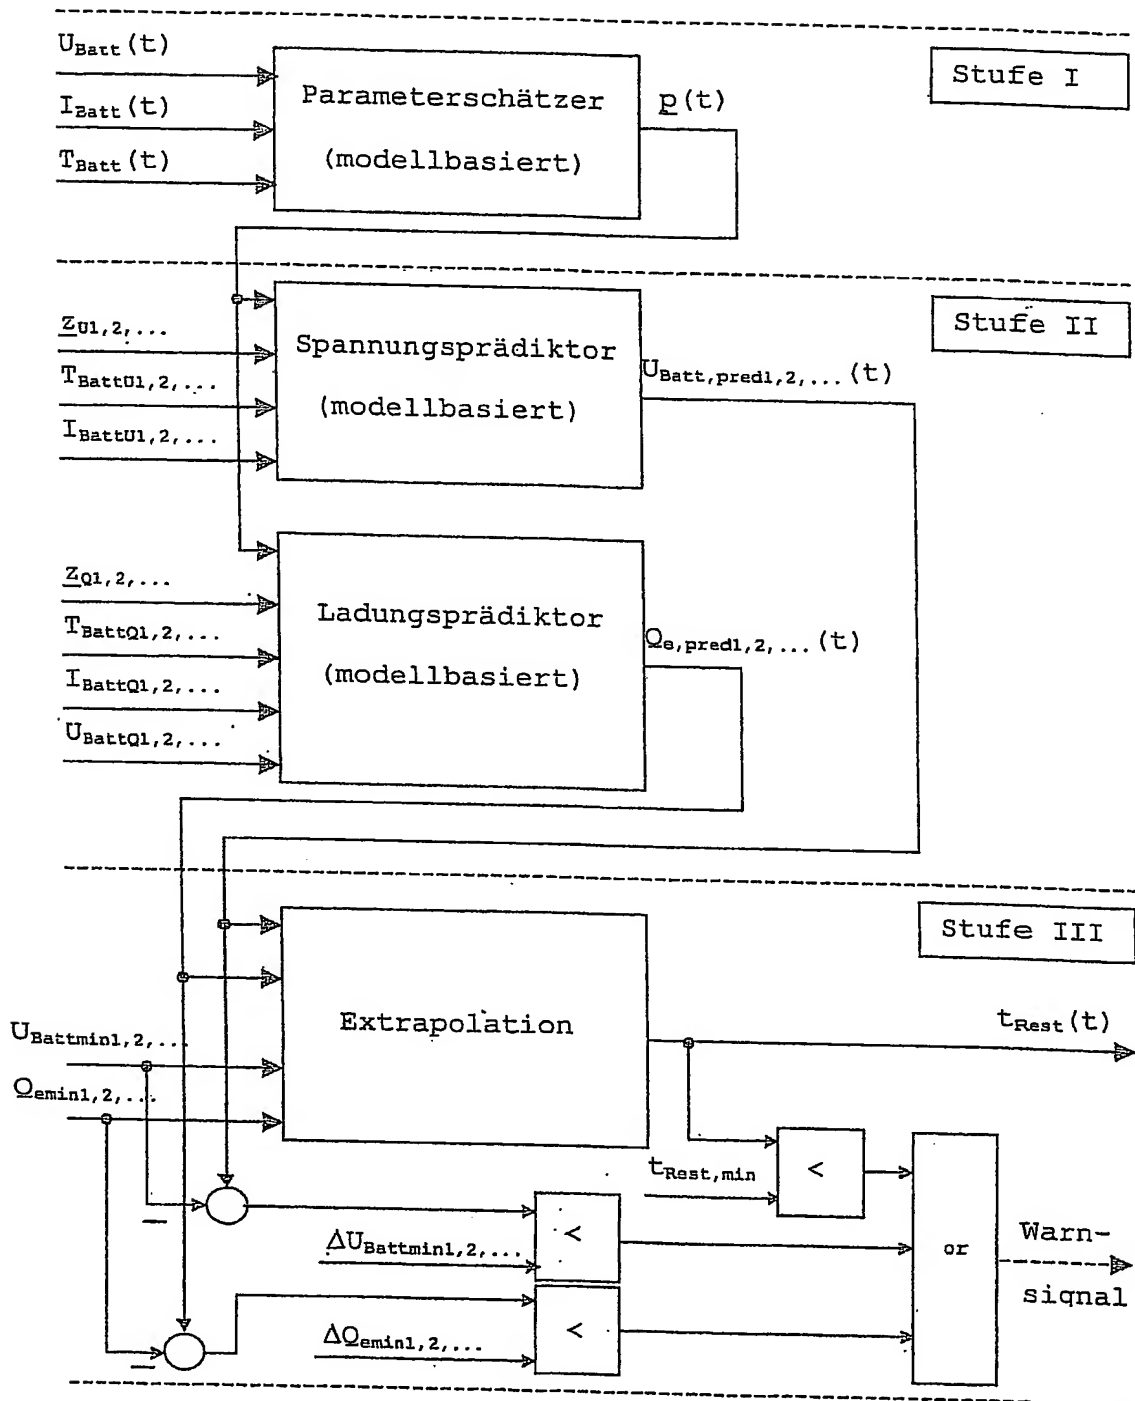 U_Batt(t)
Stufe I
Parameterschätzer
(modellbasiert)
p(t)
I_Batt(t)
T_Batt(t)
Stufe II
z_U1,2,...
Spannungsprädiktor
(modellbasiert)
U_Batt,pred1,2,...(t)
T_BattU1,2,...
I_BattU1,2,...
z_Q1,2,...
Ladungsprädiktor
(modellbasiert)
Q_e,pred1,2,...(t)
T_BattQ1,2,...
I_BattQ1,2,...
U_BattQ1,2,...
Stufe III
Extrapolation
t_Rest(t)
U_Battmin1,2,...
Q_emin1,2,...
t_Rest,min
<
−
ΔU_Battmin1,2,...
<
or
Warn-
signal
−
ΔQ_emin1,2,...
<